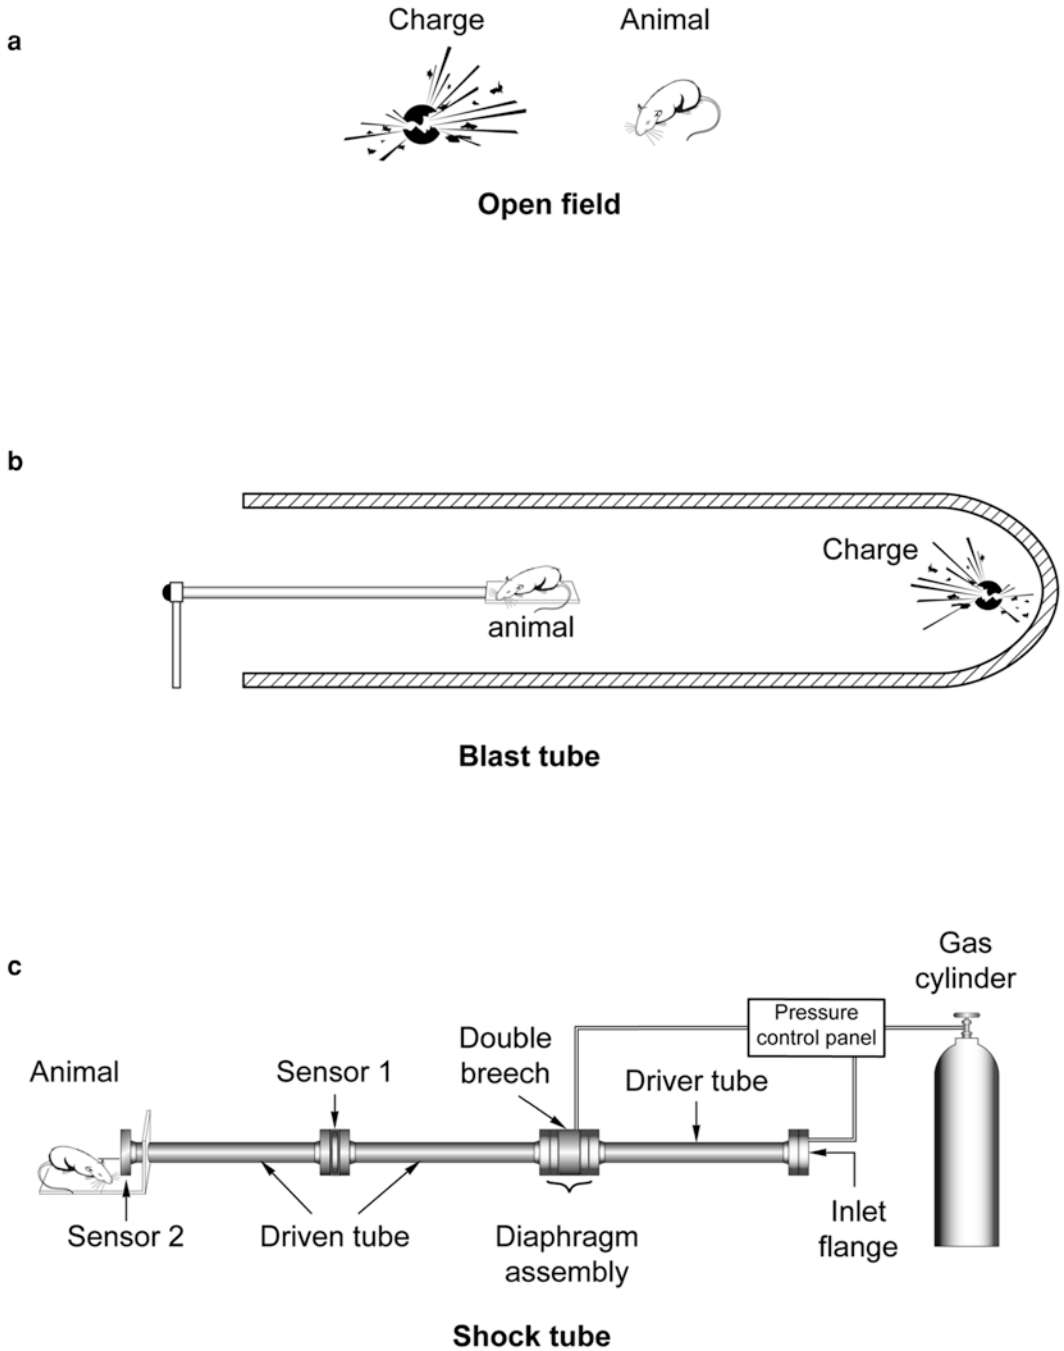 a
Charge
Animal
Open field
b
Charge
animal
Blast tube
c
Gas
cylinder
Pressure
control panel
Double
breech
Driver tube
Animal
Sensor 1
Sensor 2
Driven tube
Diaphragm
assembly
Inlet
flange
Shock tube